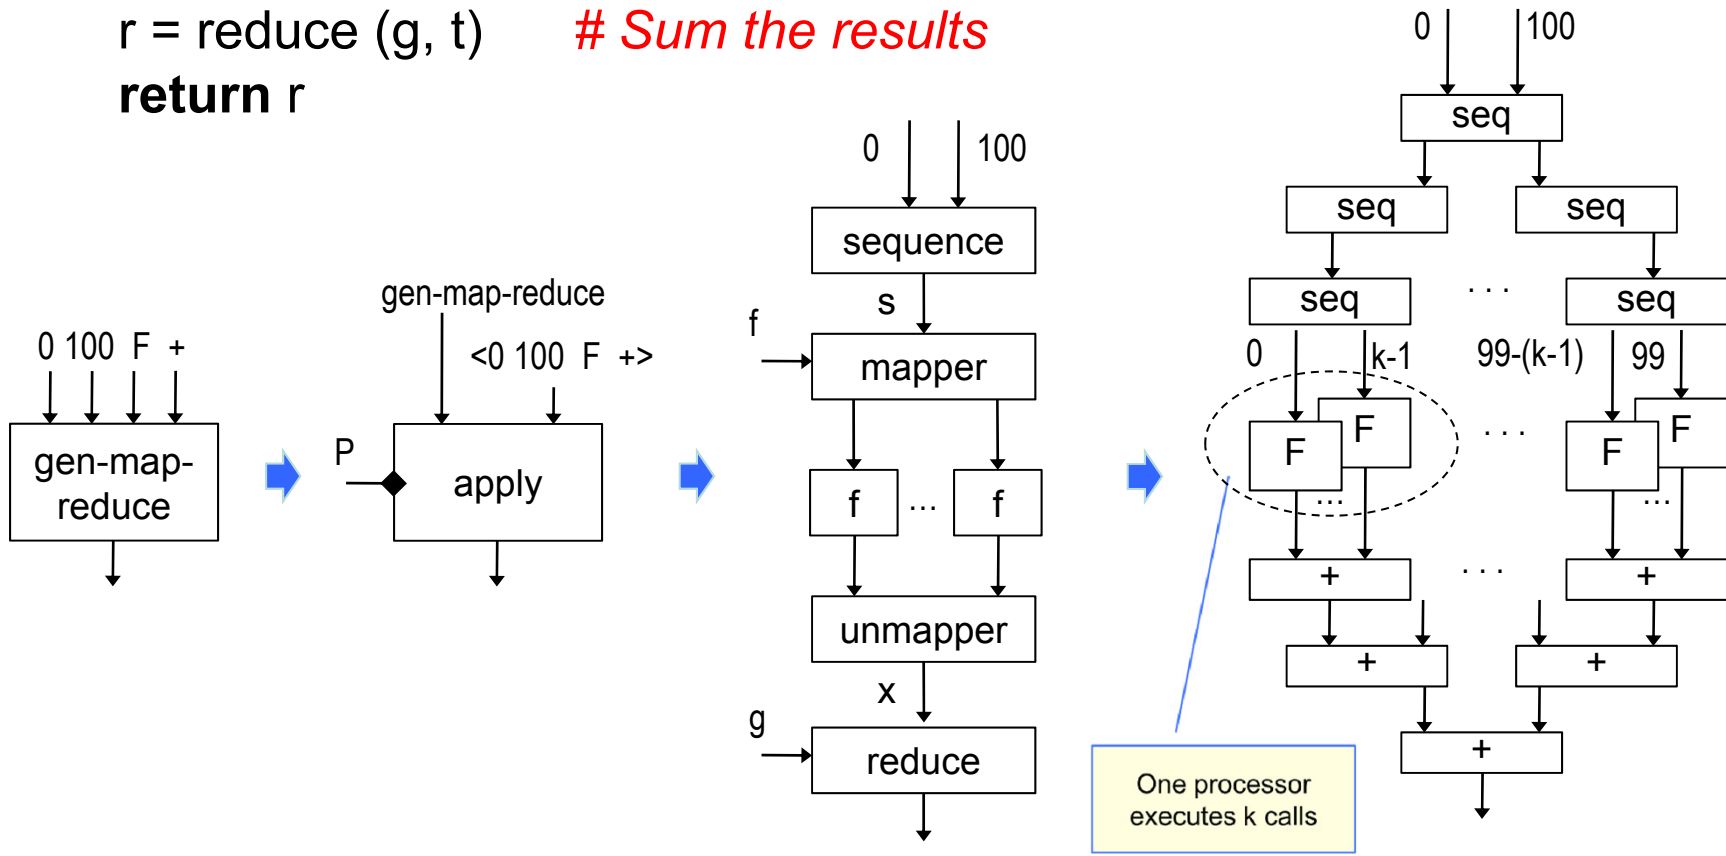 r = reduce (g, t) # Sum the results
return r
0 100 F +
gen-map-
reduce
gen-map-reduce
<0 100 F +>
P
apply
0 100
sequence
s
f
mapper
f ... f
unmapper
x
g
reduce
0 100
seq
seq seq
seq . . . seq
0 k-1 99-(k-1) 99
F F . . . F F
... ...
+ . . . +
+ +
+
One processor
executes k calls